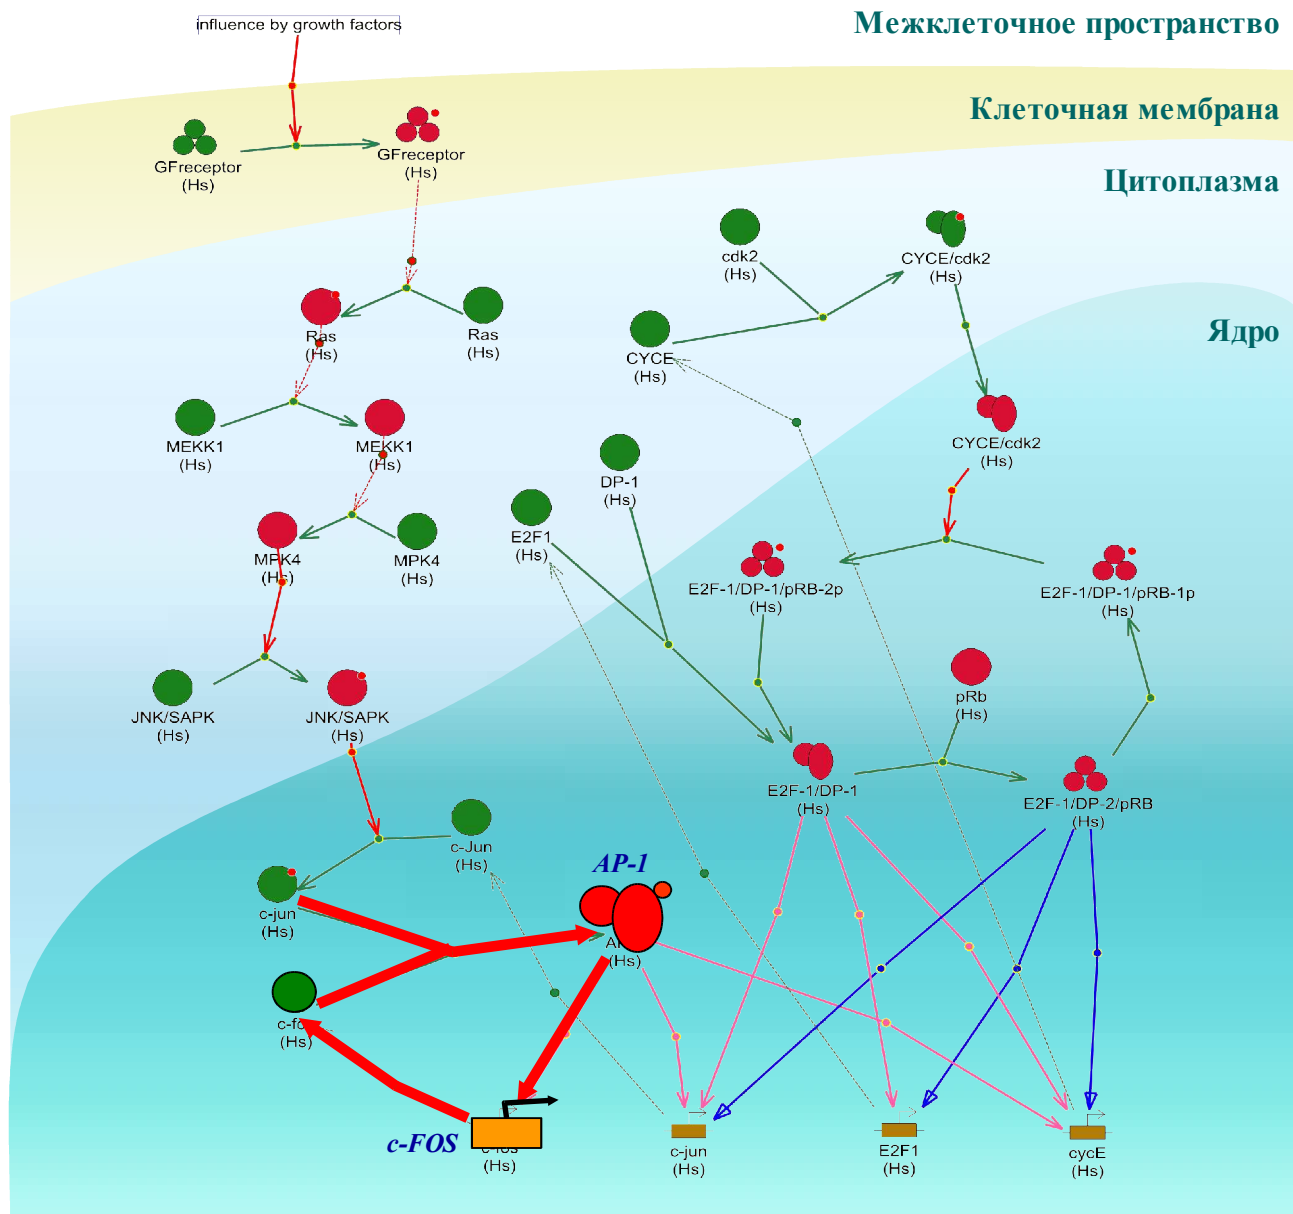 influence by growth factors
Межклеточное пространство
Клеточная мембрана
Цитоплазма
Ядро
GFreceptor
(Hs)
GFreceptor
(Hs)
cdk2
(Hs)
CYCE/cdk2
(Hs)
Ras
(Hs)
Ras
(Hs)
CYCE
(Hs)
MEKK1
(Hs)
MEKK1
(Hs)
CYCE/cdk2
(Hs)
DP-1
(Hs)
E2F1
(Hs)
MPK4
(Hs)
MPK4
(Hs)
E2F-1/DP-1/pRB-2p
(Hs)
E2F-1/DP-1/pRB-1p
(Hs)
pRb
(Hs)
JNK/SAPK
(Hs)
JNK/SAPK
(Hs)
E2F-1/DP-1
(Hs)
E2F-1/DP-2/pRB
(Hs)
c-Jun
(Hs)
AP-1
(Hs)
c-jun
(Hs)
(Hs)
c-FOS
(Hs)
c-jun
(Hs)
E2F1
(Hs)
cycE
(Hs)